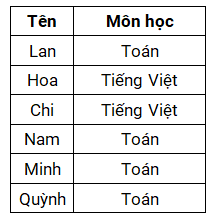 Tên Môn học
Lan Toán
Hoa Tiếng Việt
Chi Tiếng Việt
Nam Toán
Minh Toán
Quỳnh Toán